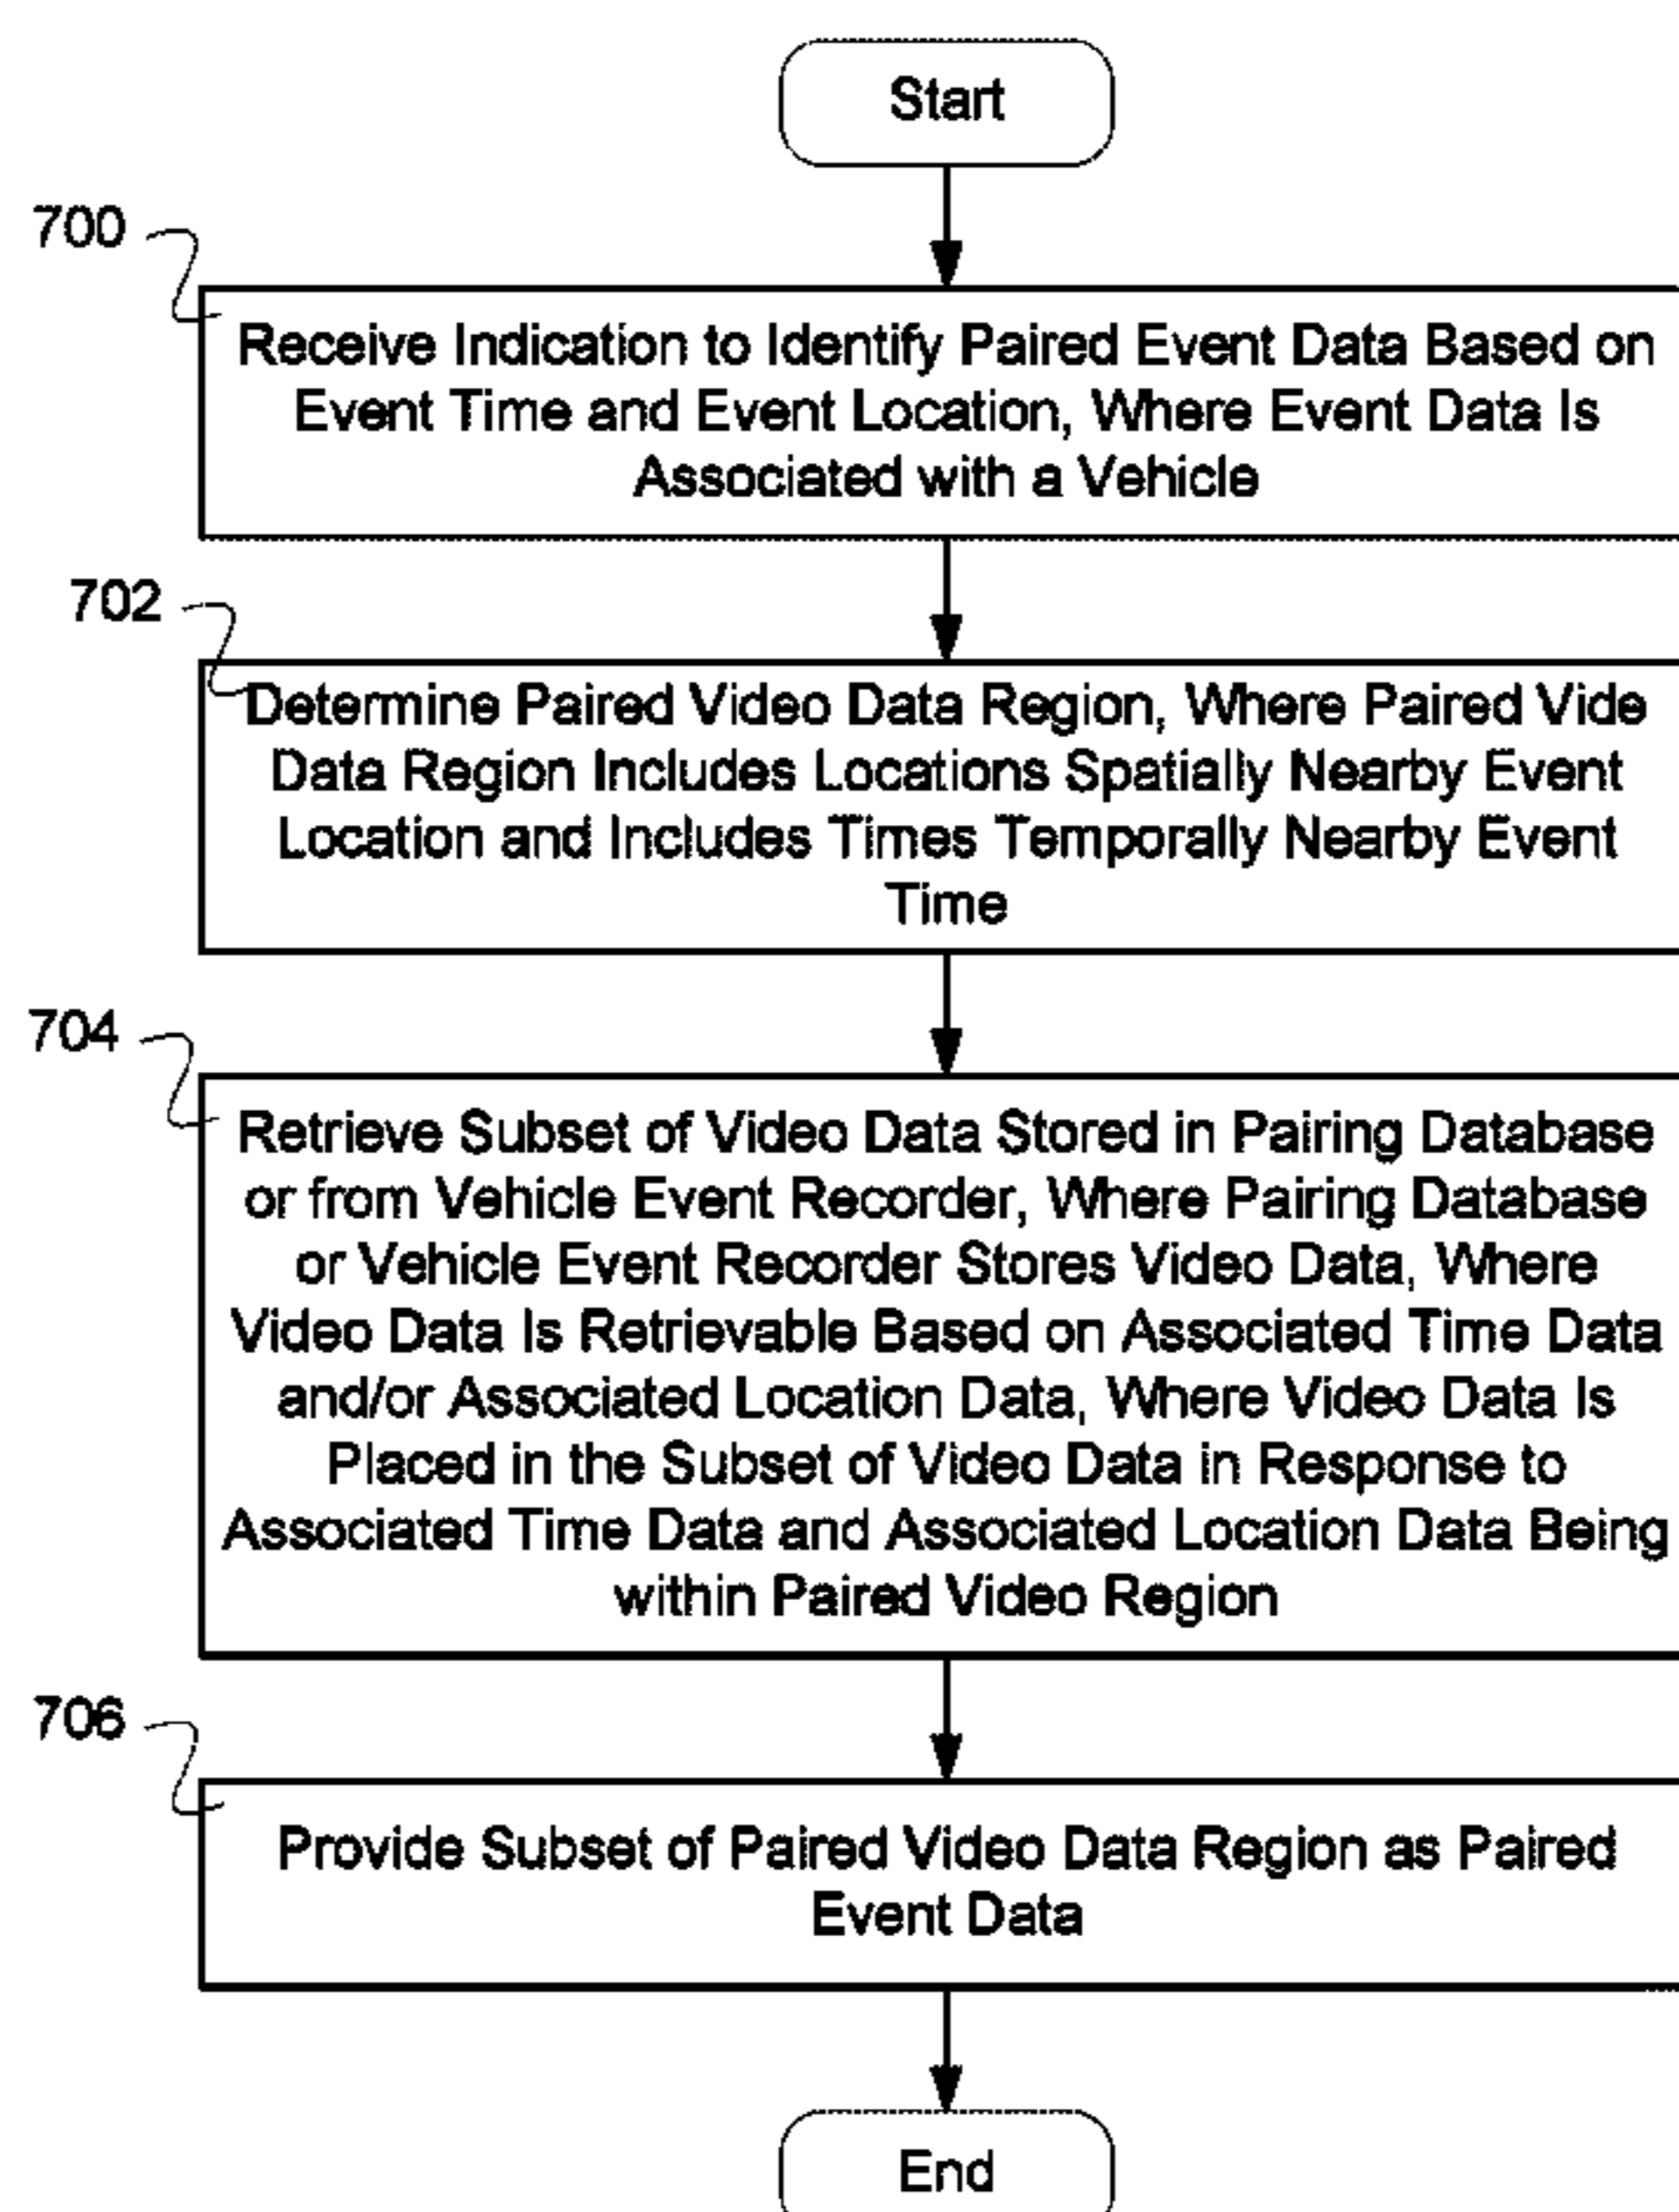 Start
700
Receive Indication to Identify Paired Event Data Based on
Event Time and Event Location, Where Event Data Is
Associated with a Vehicle
702
Determine Paired Video Data Region, Where Paired Vide
Data Region Includes Locations Spatially Nearby Event
Location and Includes Times Temporally Nearby Event
Time
704
Retrieve Subset of Video Data Stored in Pairing Database
or from Vehicle Event Recorder, Where Pairing Database
or Vehicle Event Recorder Stores Video Data, Where
Video Data Is Retrievable Based on Associated Time Data
and/or Associated Location Data, Where Video Data Is
Placed in the Subset of Video Data in Response to
Associated Time Data and Associated Location Data Being
within Paired Video Region
706
Provide Subset of Paired Video Data Region as Paired
Event Data
End